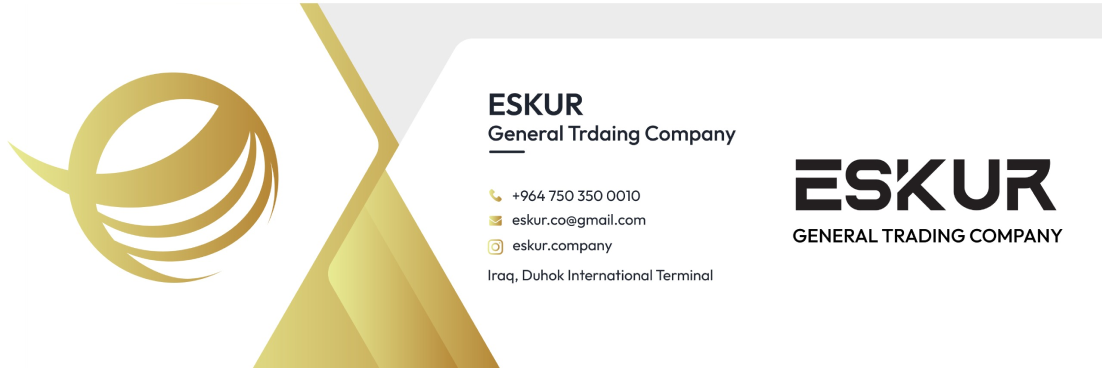 ESKUR
General Trdaing Company
+964 750 350 0010
eskur.co@gmail.com
eskur.company
Iraq, Duhok International Terminal
ESKUR
GENERAL TRADING COMPANY